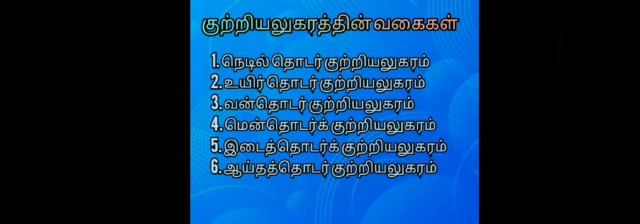 குற்றியலுகரத்தின் வகைகள்
1. நெடில் தொடர் குற்றியலுகரம்
2. உயிர் தொடர் குற்றியலுகரம்
3. வன்தொடர் குற்றியலுகரம்
4. மென்தொடர்க் குற்றியலுகரம்
5. இடைத்தொடர்க் குற்றியலுகரம்
6. ஆய்தத்தொடர் குற்றியலுகரம்